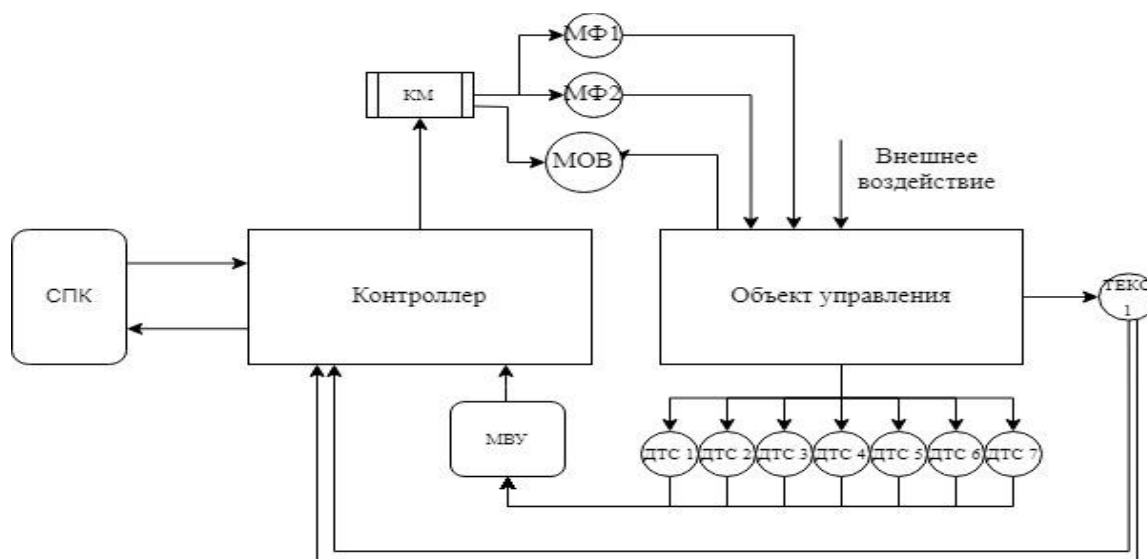 МФ1
КМ
МФ2
МОВ
Внешнее
воздействие
СПК
Контроллер
Объект управления
ТЕКС
1
МВУ
ДТС 1
ДТС 2
ДТС 3
ДТС 4
ДТС 5
ДТС 6
ДТС 7